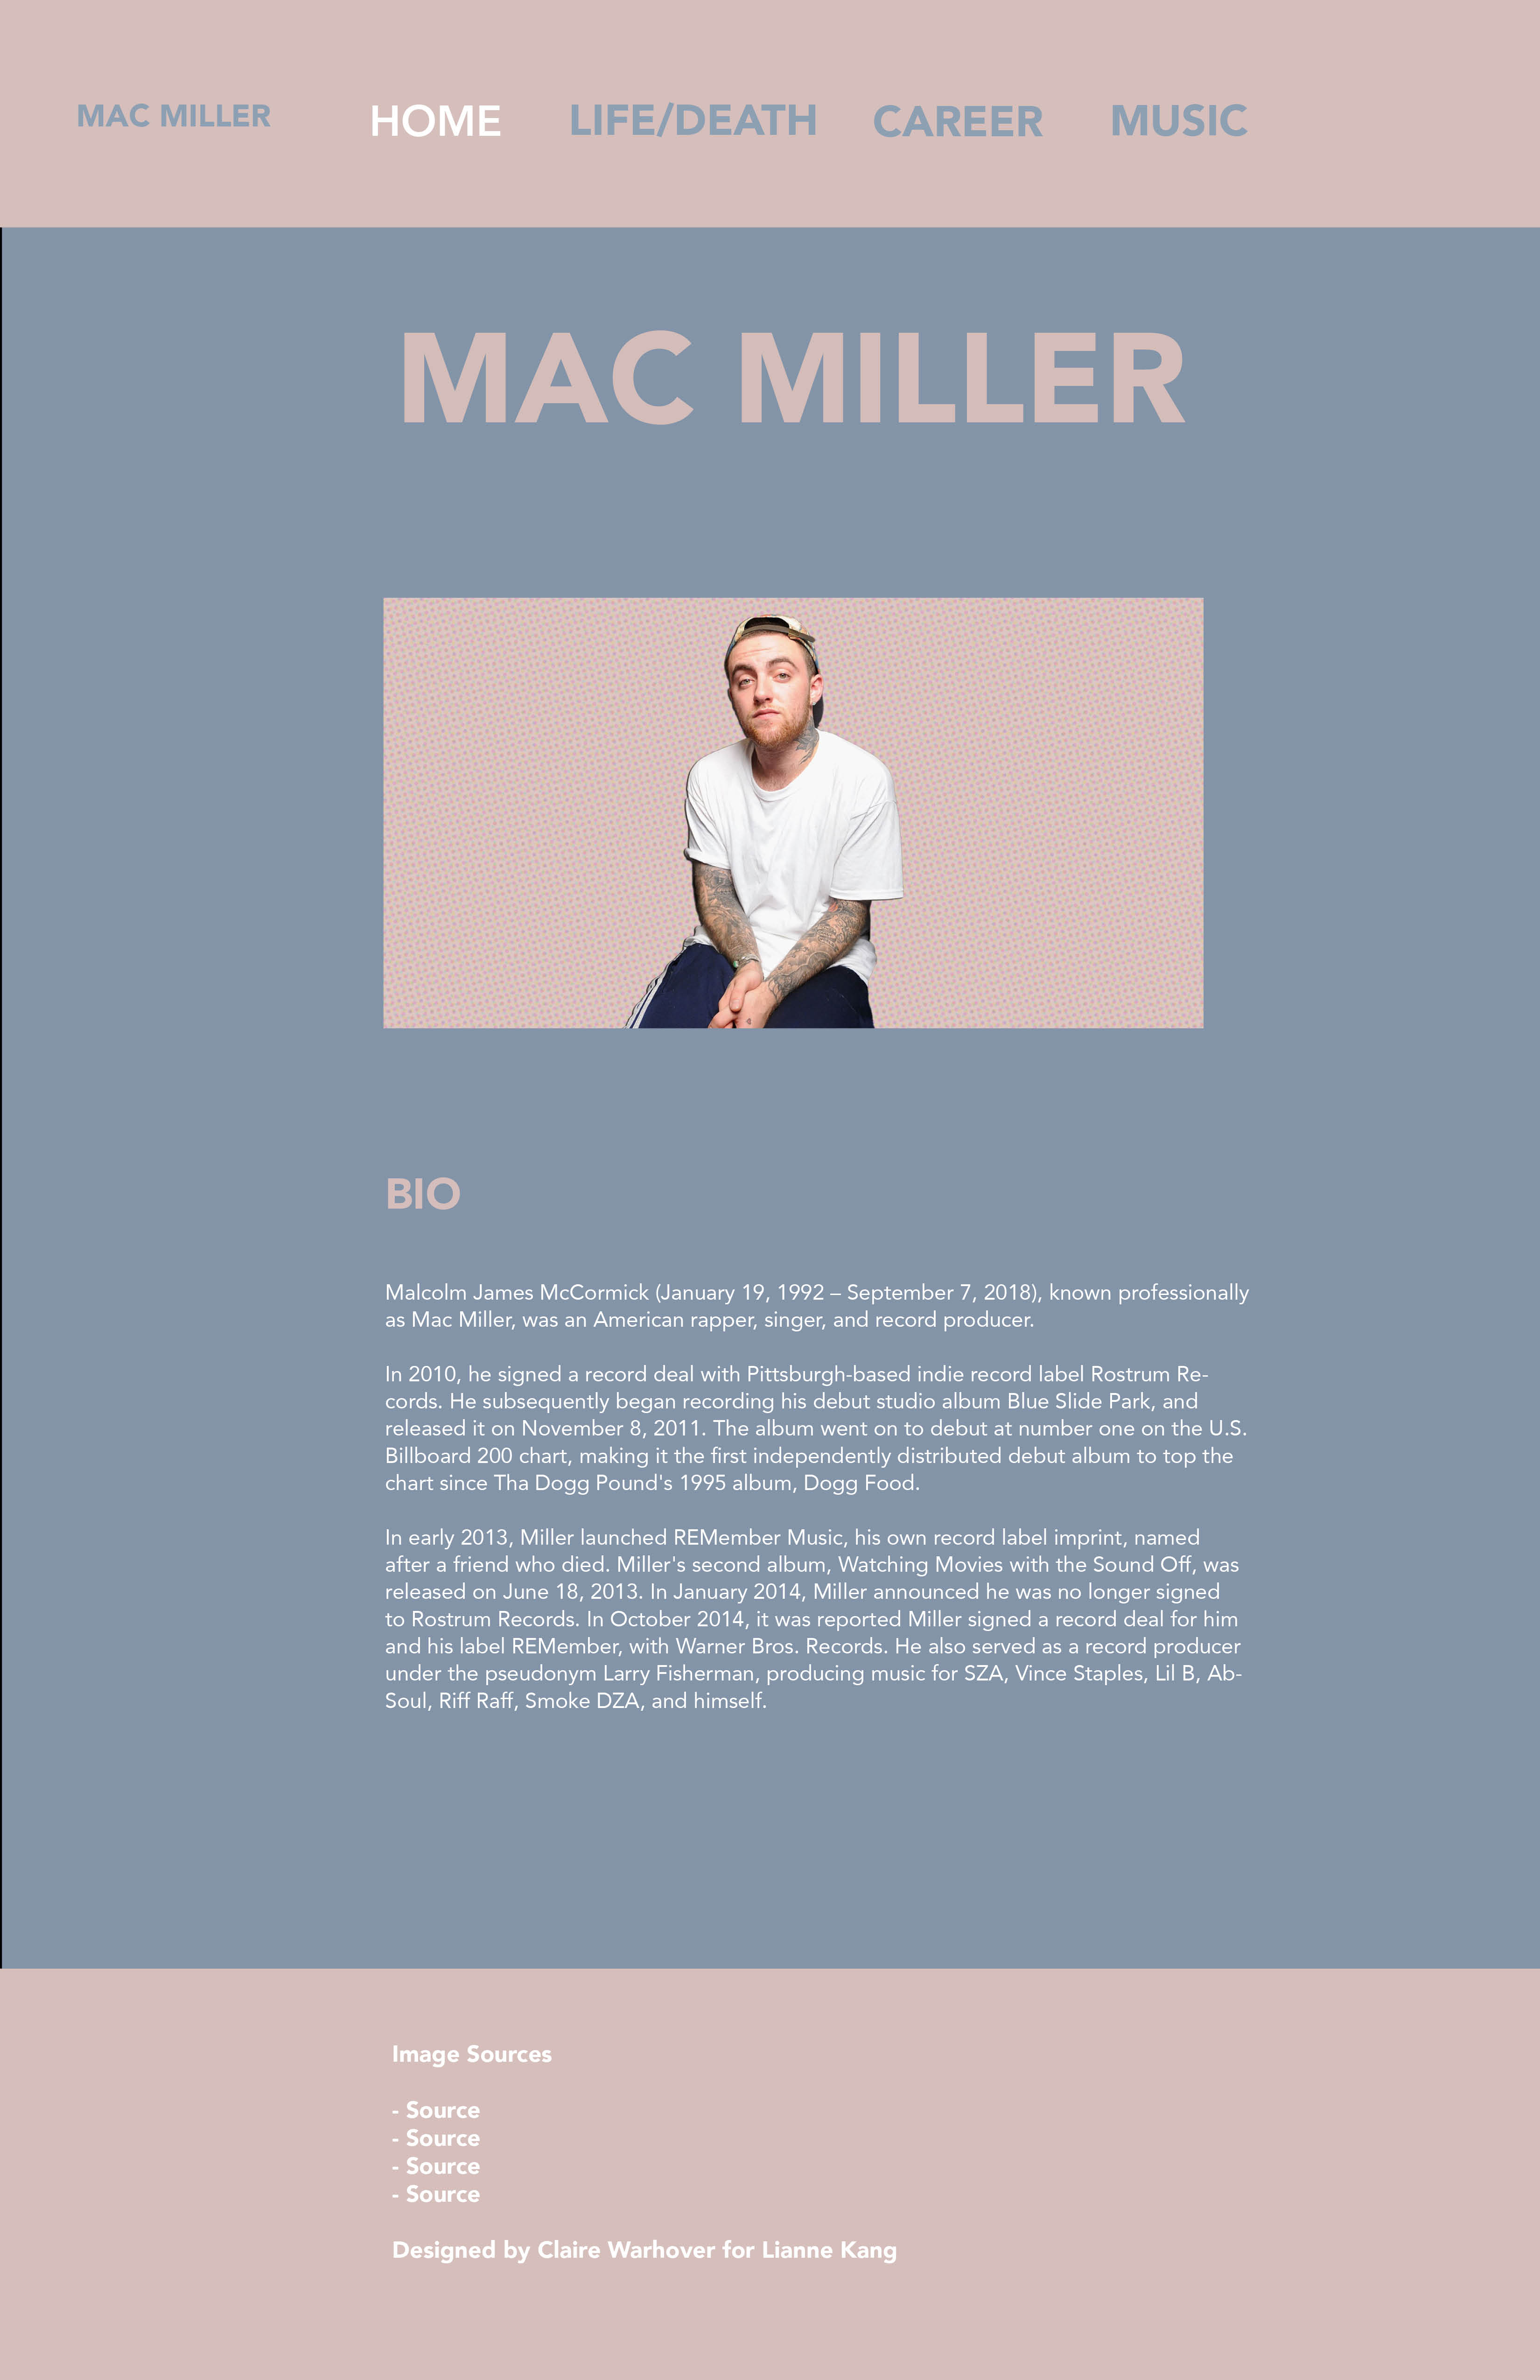 MAC MILLER HOME LIFE/DEATH CAREER MUSIC
MAC MILLER
BIO
Malcolm James McCormick (January 19, 1992 – September 7, 2018), known professionally
as Mac Miller, was an American rapper, singer, and record producer.
In 2010, he signed a record deal with Pittsburgh-based indie record label Rostrum Re-
cords. He subsequently began recording his debut studio album Blue Slide Park, and
released it on November 8, 2011. The album went on to debut at number one on the U.S.
Billboard 200 chart, making it the first independently distributed debut album to top the
chart since Tha Dogg Pound's 1995 album, Dogg Food.
In early 2013, Miller launched REMember Music, his own record label imprint, named
after a friend who died. Miller's second album, Watching Movies with the Sound Off, was
released on June 18, 2013. In January 2014, Miller announced he was no longer signed
to Rostrum Records. In October 2014, it was reported Miller signed a record deal for him
and his label REMember, with Warner Bros. Records. He also served as a record producer
under the pseudonym Larry Fisherman, producing music for SZA, Vince Staples, Lil B, Ab-
Soul, Riff Raff, Smoke DZA, and himself.
Image Sources
- Source
- Source
- Source
- Source
Designed by Claire Warhover for Lianne Kang